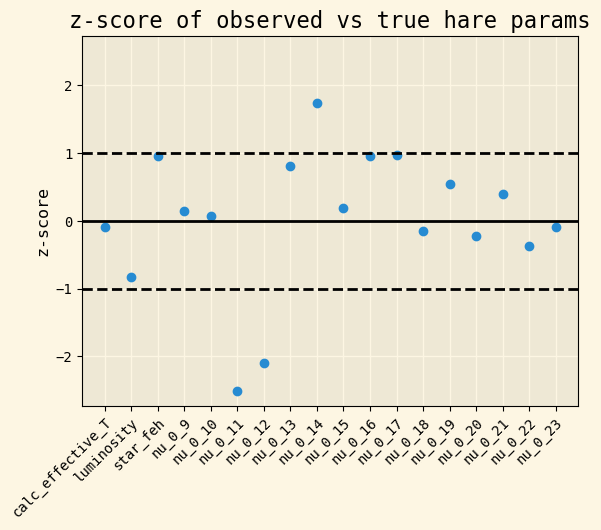 z-score of observed vs true hare params
z-score
2
1
0
−1
−2
calc_effective_T
luminosity
star_feh
nu_0_9
nu_0_10
nu_0_11
nu_0_12
nu_0_13
nu_0_14
nu_0_15
nu_0_16
nu_0_17
nu_0_18
nu_0_19
nu_0_20
nu_0_21
nu_0_22
nu_0_23